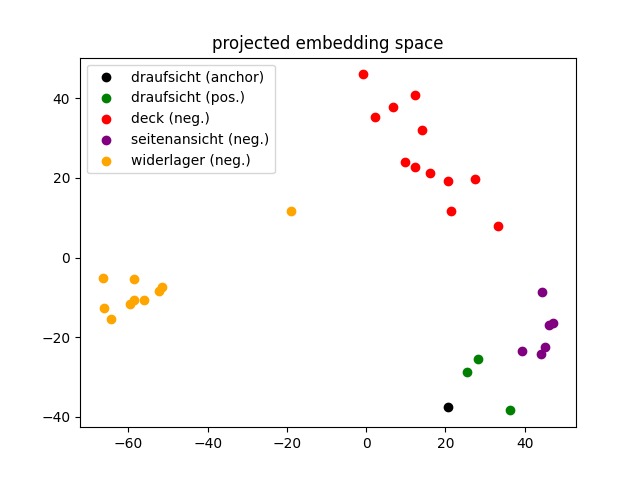 projected embedding space
draufsicht (anchor)
draufsicht (pos.)
deck (neg.)
seitenansicht (neg.)
widerlager (neg.)
40
20
0
−20
−40
−60 −40 −20 0 20 40